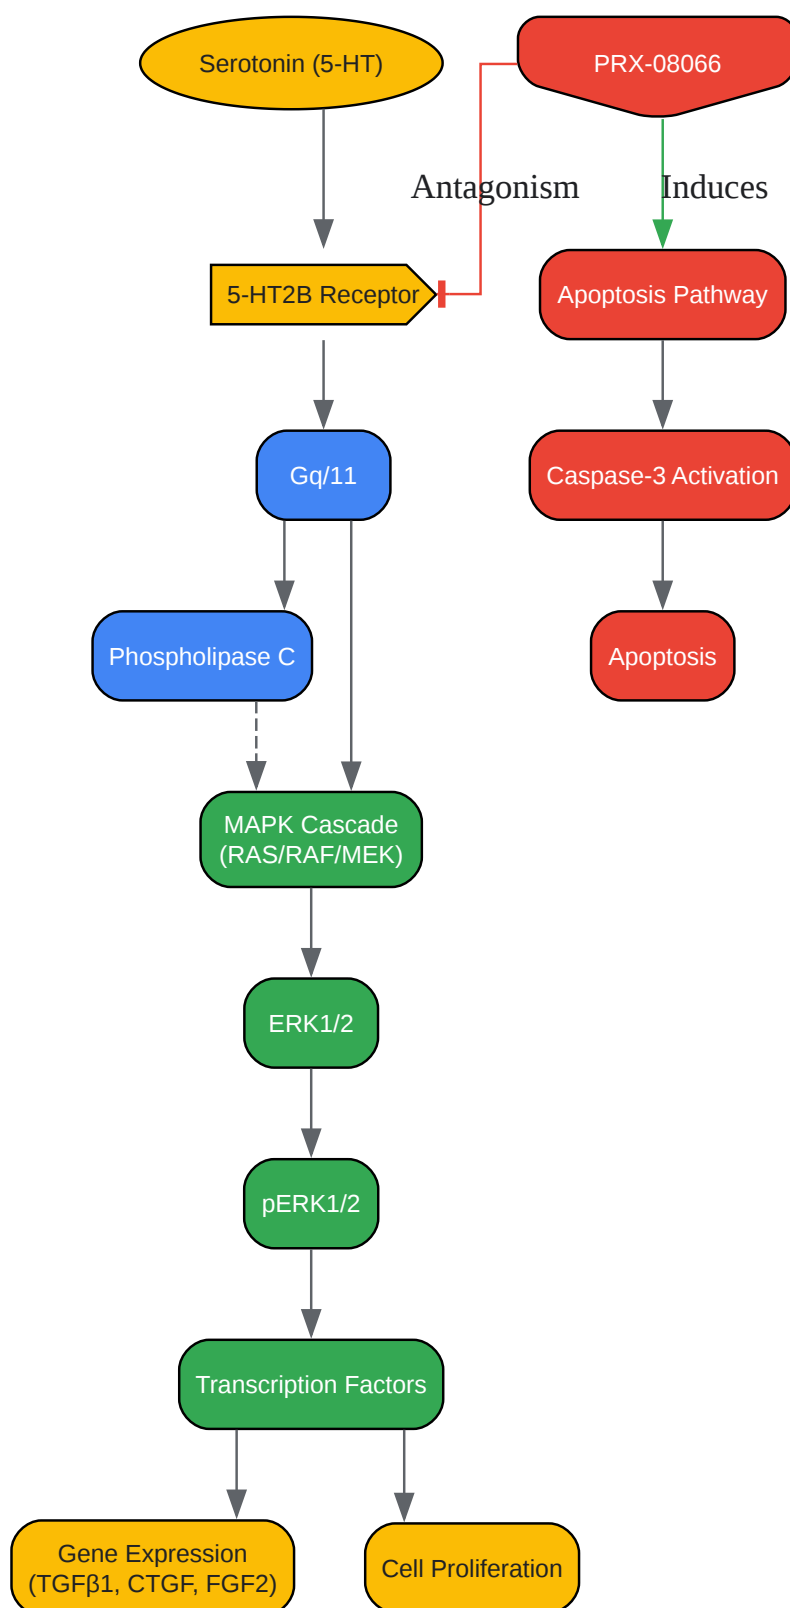 Serotonin (5-HT)
PRX-08066
Antagonism
Induces
5-HT2B Receptor
Apoptosis Pathway
Gq/11
Caspase-3 Activation
Phospholipase C
Apoptosis
MAPK Cascade
(RAS/RAF/MEK)
ERK1/2
pERK1/2
Transcription Factors
Gene Expression
(TGFβ1, CTGF, FGF2)
Cell Proliferation